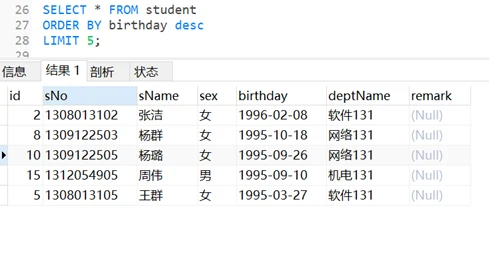 26 SELECT * FROM student
27 ORDER BY birthday desc
28 LIMIT 5;
29
信息 结果 1 剖析 状态
id sNo sName sex birthday deptName remark
2 1308013102 张洁 女 1996-02-08 软件131 (Null)
8 1309122503 杨群 女 1995-10-18 网络131 (Null)
10 1309122505 杨璐 女 1995-09-26 网络131 (Null)
15 1312054905 周伟 男 1995-09-10 机电131 (Null)
5 1308013105 王群 女 1995-03-27 软件131 (Null)